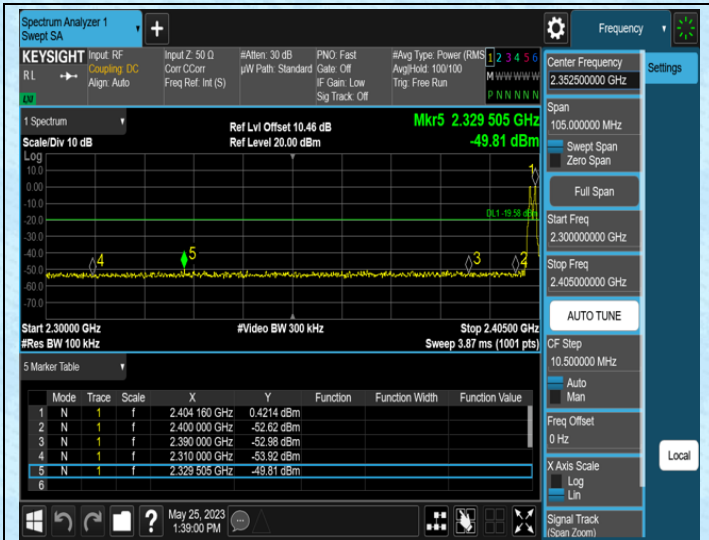 Spectrum Analyzer 1
Swept SA
Frequency
KEYSIGHT
RL
Input: RF
Coupling: DC
Align: Auto
Input Z: 50 Ω
Corr CCorr
Freq Ref: Int (S)
#Atten: 30 dB
µW Path: Standard
PNO: Fast
Gate: Off
IF Gain: Low
Sig Track: Off
#Avg Type: Power (RMS
Avg|Hold: 100/100
Trig: Free Run
1 2 3 4 5 6
M W W W W W
P N N N N N
1 Spectrum
Scale/Div 10 dB
Log
Ref Lvl Offset 10.46 dB
Ref Level 20.00 dBm
Mkr5 2.329 505 GHz
-49.81 dBm
10.0
0.00
-10.0
-20.0
-30.0
-40.0
-50.0
-60.0
-70.0
1
DL1 -19.58 dBm
4
5
3
2
Start 2.30000 GHz
#Res BW 100 kHz
#Video BW 300 kHz
Stop 2.40500 GHz
Sweep 3.87 ms (1001 pts)
5 Marker Table
Mode Trace Scale X Y Function Function Width Function Value
1 N 1 f 2.404 160 GHz 0.4214 dBm
2 N 1 f 2.400 000 GHz -52.62 dBm
3 N 1 f 2.390 000 GHz -52.98 dBm
4 N 1 f 2.310 000 GHz -53.92 dBm
5 N 1 f 2.329 505 GHz -49.81 dBm
6
May 25, 2023
1:39:00 PM
Center Frequency
2.352500000 GHz
Settings
Span
105.000000 MHz
Swept Span
Zero Span
Full Span
Start Freq
2.300000000 GHz
Stop Freq
2.405000000 GHz
AUTO TUNE
CF Step
10.500000 MHz
Auto
Man
Freq Offset
0 Hz
Local
X Axis Scale
Log
Lin
Signal Track
(Span Zoom)